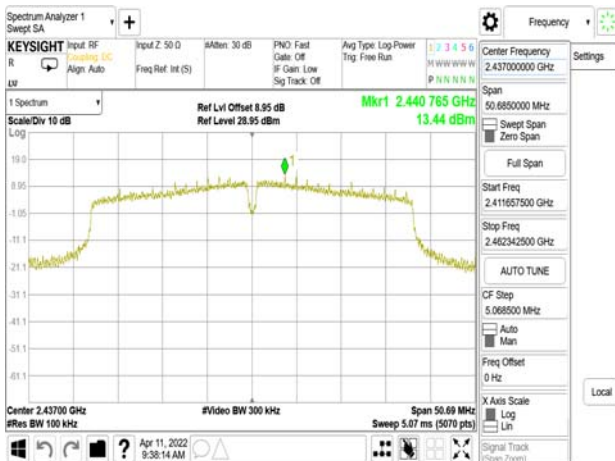 Spectrum Analyzer 1
Swept SA
Frequency
KEYSIGHT
R
Input: RF
Coupling: DC
Align: Auto
Input Z: 50 Ω
Freq Ref: Int (S)
#Atten: 30 dB
PNO: Fast
Gate: Off
IF Gain: Low
Sig Track: Off
Avg Type: Log-Power
Trig: Free Run
1 2 3 4 5 6
M W W W W W
P N N N N N
1 Spectrum
Scale/Div 10 dB
Log
Ref Lvl Offset 8.95 dB
Ref Level 28.95 dBm
Mkr1 2.440 765 GHz
13.44 dBm
1
19.0
8.95
-1.05
-11.1
-21.1
-31.1
-41.1
-51.1
-61.1
Center 2.43700 GHz
#Res BW 100 kHz
#Video BW 300 kHz
Span 50.69 MHz
Sweep 5.07 ms (5070 pts)
?
Apr 11, 2022
9:38:14 AM
Center Frequency
2.437000000 GHz
Settings
Span
50.6850000 MHz
Swept Span
Zero Span
Full Span
Start Freq
2.411657500 GHz
Stop Freq
2.462342500 GHz
AUTO TUNE
CF Step
5.068500 MHz
Auto
Man
Freq Offset
0 Hz
X Axis Scale
Log
Lin
Local
Signal Track
(Span Zoom)